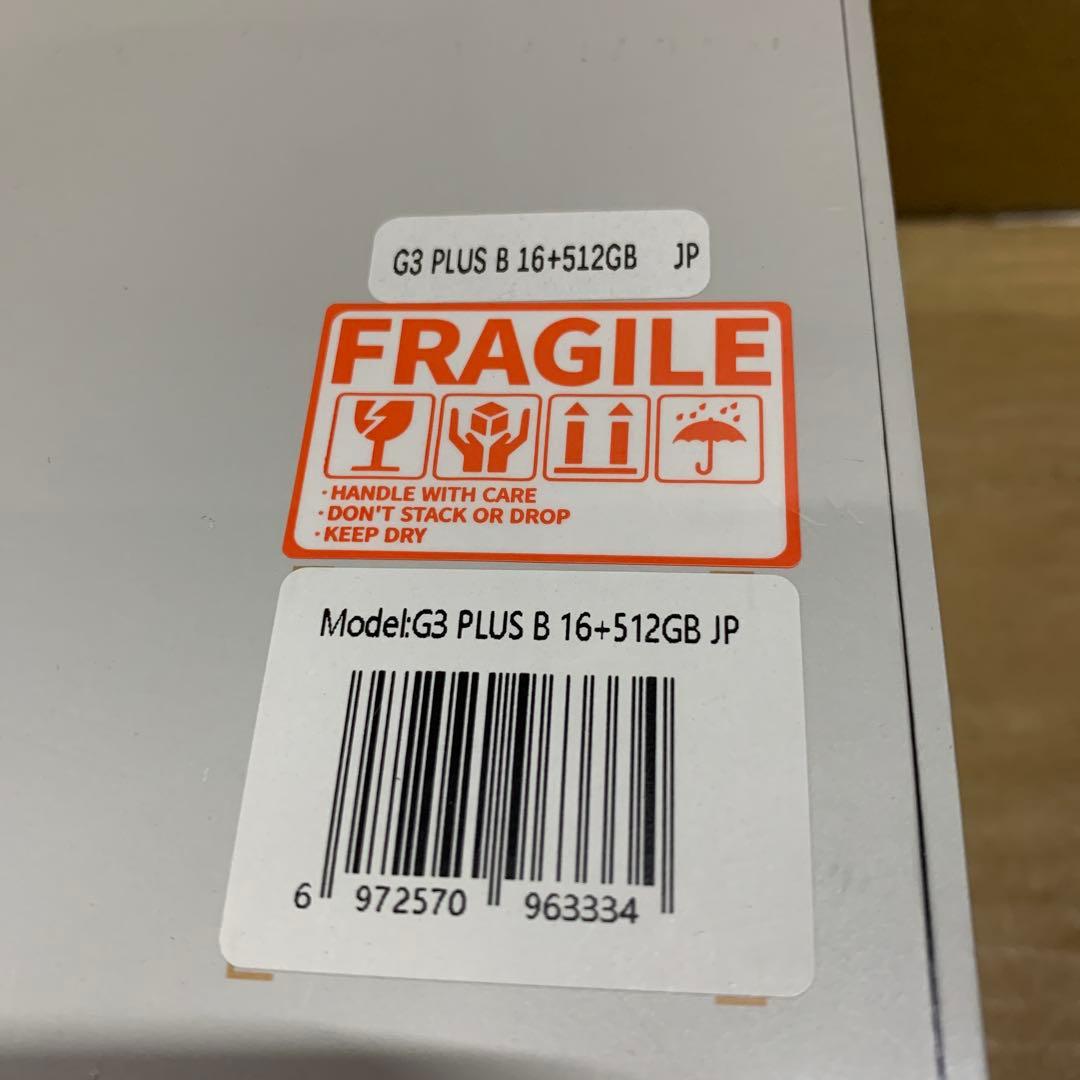 G3 PLUS B 16+512GB JP
FRAGILE
·HANDLE WITH CARE
·DON'T STACK OR DROP
·KEEP DRY
Model:G3 PLUS B 16+512GB JP
6 972570 963334